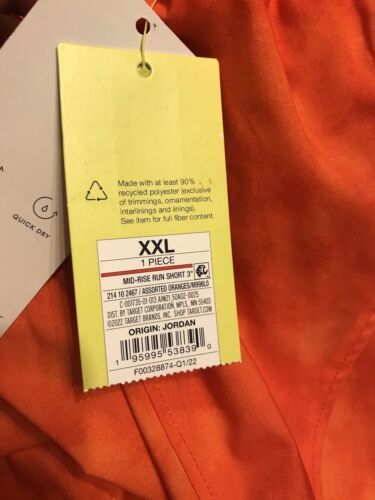 QUICK DRY
Made with at least 90%
recycled polyester (exclusive
of trimmings, ornamentation,
interlinings and linings).
See item for full fiber content.
XXL
1 PIECE
MID-RISE RUN SHORT 3"
214 10 2467 / ASSORTED ORANGES/M998LO
DIST. BY TARGET CORPORATION, MPLS, MN 55403
©2022 TARGET BRANDS, INC. SHOP TARGET.COM
ORIGIN: JORDAN
1 95995 53839 0
F00328874-Q1/22